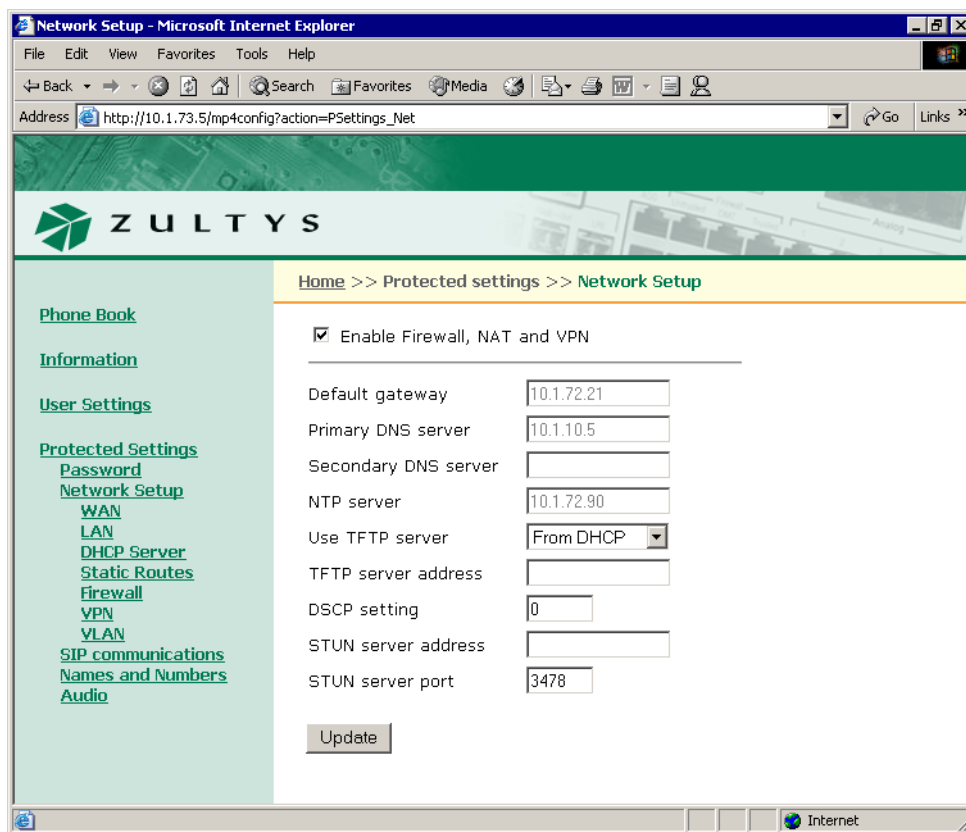 Network Setup - Microsoft Internet Explorer
File Edit View Favorites Tools Help
Back Search Favorites Media
Address http://10.1.73.5/mp4config?action=PSettings_Net Go Links »
ZULTYS
Home >> Protected settings >> Network Setup
Phone Book
Information
User Settings
Protected Settings
Password
Network Setup
WAN
LAN
DHCP Server
Static Routes
Firewall
VPN
VLAN
SIP communications
Names and Numbers
Audio
Enable Firewall, NAT and VPN
Default gateway 10.1.72.21
Primary DNS server 10.1.10.5
Secondary DNS server
NTP server 10.1.72.90
Use TFTP server From DHCP
TFTP server address
DSCP setting 0
STUN server address
STUN server port 3478
Update
Internet